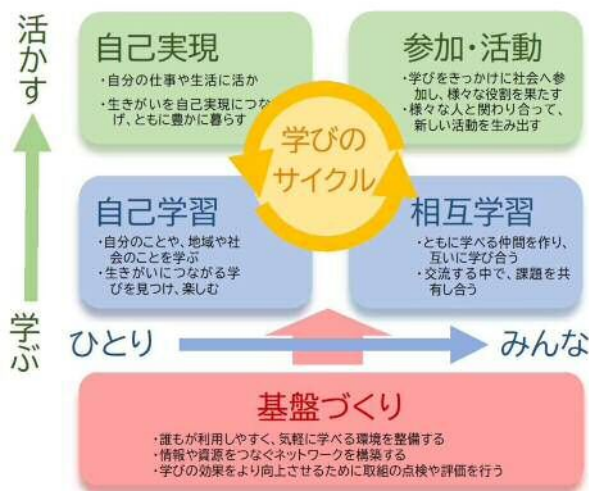 活かす
自己実現
・自分の仕事や生活に活か
・生きがいを自己実現につな
げ、ともに豊かに暮らす
参加・活動
・学びをきっかけに社会へ参
加し、様々な役割を果たす
・様々な人と関わり合って、
新しい活動を生み出す
学びの
サイクル
自己学習
・自分のことや、地域や社
会のことを学ぶ
・生きがいにつながる学
びを見つけ、楽しむ
相互学習
・ともに学べる仲間を作り、
互いに学び合う
・交流する中で、課題を共
有し合う
学ぶ
ひとり
みんな
基盤づくり
・誰もが利用しやすく、気軽に学べる環境を整備する
・情報や資源をつなぐネットワークを構築する
・学びの効果をより向上させるために取組の点検や評価を行う